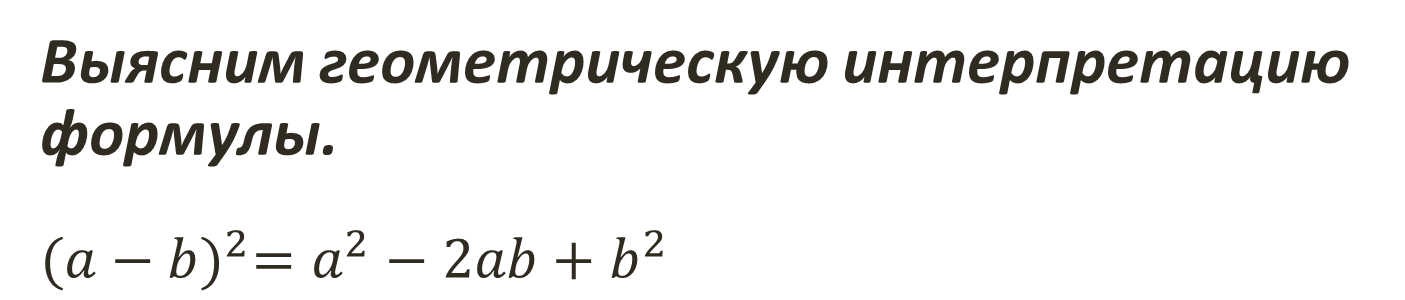 Выясним геометрическую интерпретацию
формулы.
(a − b)²= a² − 2ab + b²